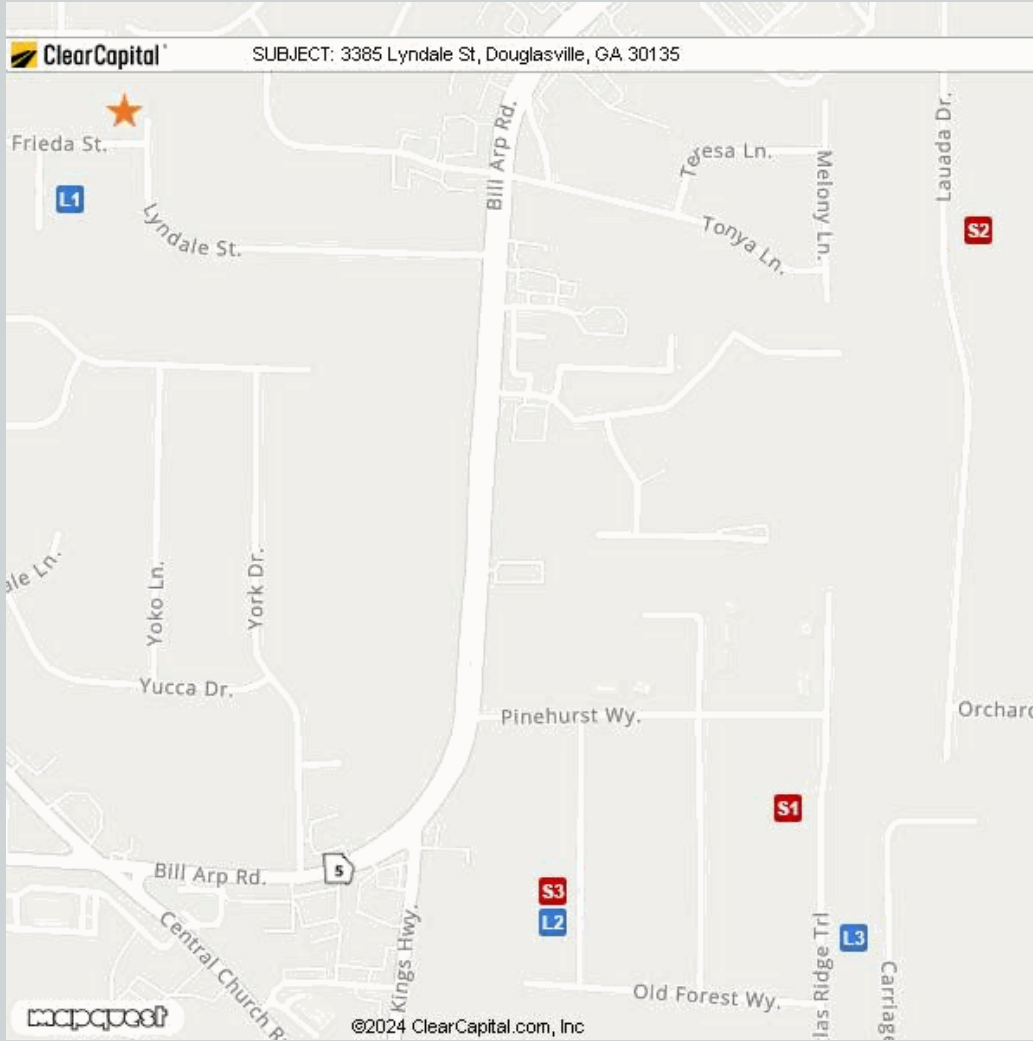 ClearCapital
SUBJECT: 3385 Lyndale St, Douglasville, GA 30135
Frieda St.
L1
Lyndale St.
Bill Arp Rd.
Teresa Ln.
Melony Ln.
Tonya Ln.
Lauada Dr.
S2
ale Ln.
Yoko Ln.
York Dr.
Yucca Dr.
Pinehurst Wy.
Orchard
S1
Bill Arp Rd.
5
S3
L2
L3
Central Church R
Kings Hwy.
Old Forest Wy.
las Ridge Trl
Carriage
mapquest
©2024 ClearCapital.com, Inc